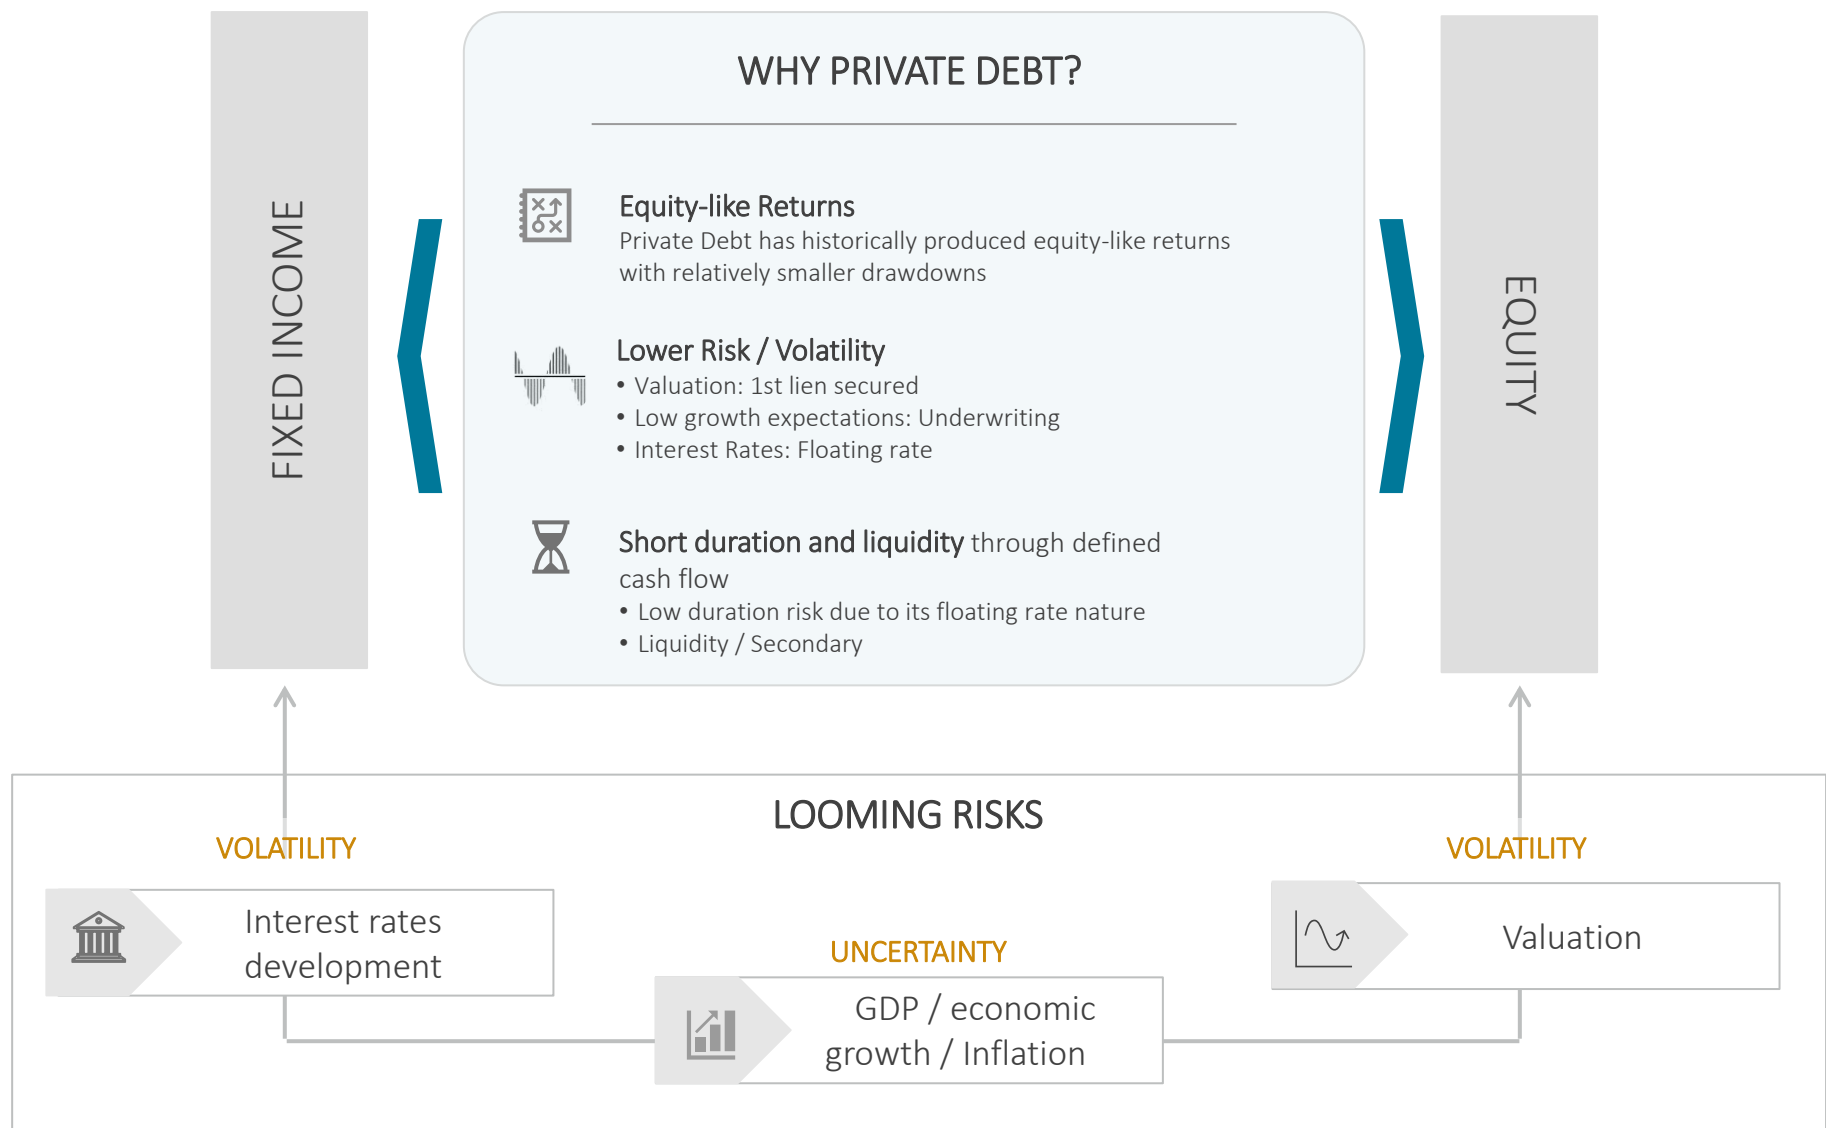 FIXED INCOME
WHY PRIVATE DEBT?
Equity-like Returns
Private Debt has historically produced equity-like returns
with relatively smaller drawdowns
Lower Risk / Volatility
• Valuation: 1st lien secured
• Low growth expectations: Underwriting
• Interest Rates: Floating rate
Short duration and liquidity through defined
cash flow
• Low duration risk due to its floating rate nature
• Liquidity / Secondary
EQUITY
LOOMING RISKS
VOLATILITY
Interest rates
development
UNCERTAINTY
GDP / economic
growth / Inflation
VOLATILITY
Valuation